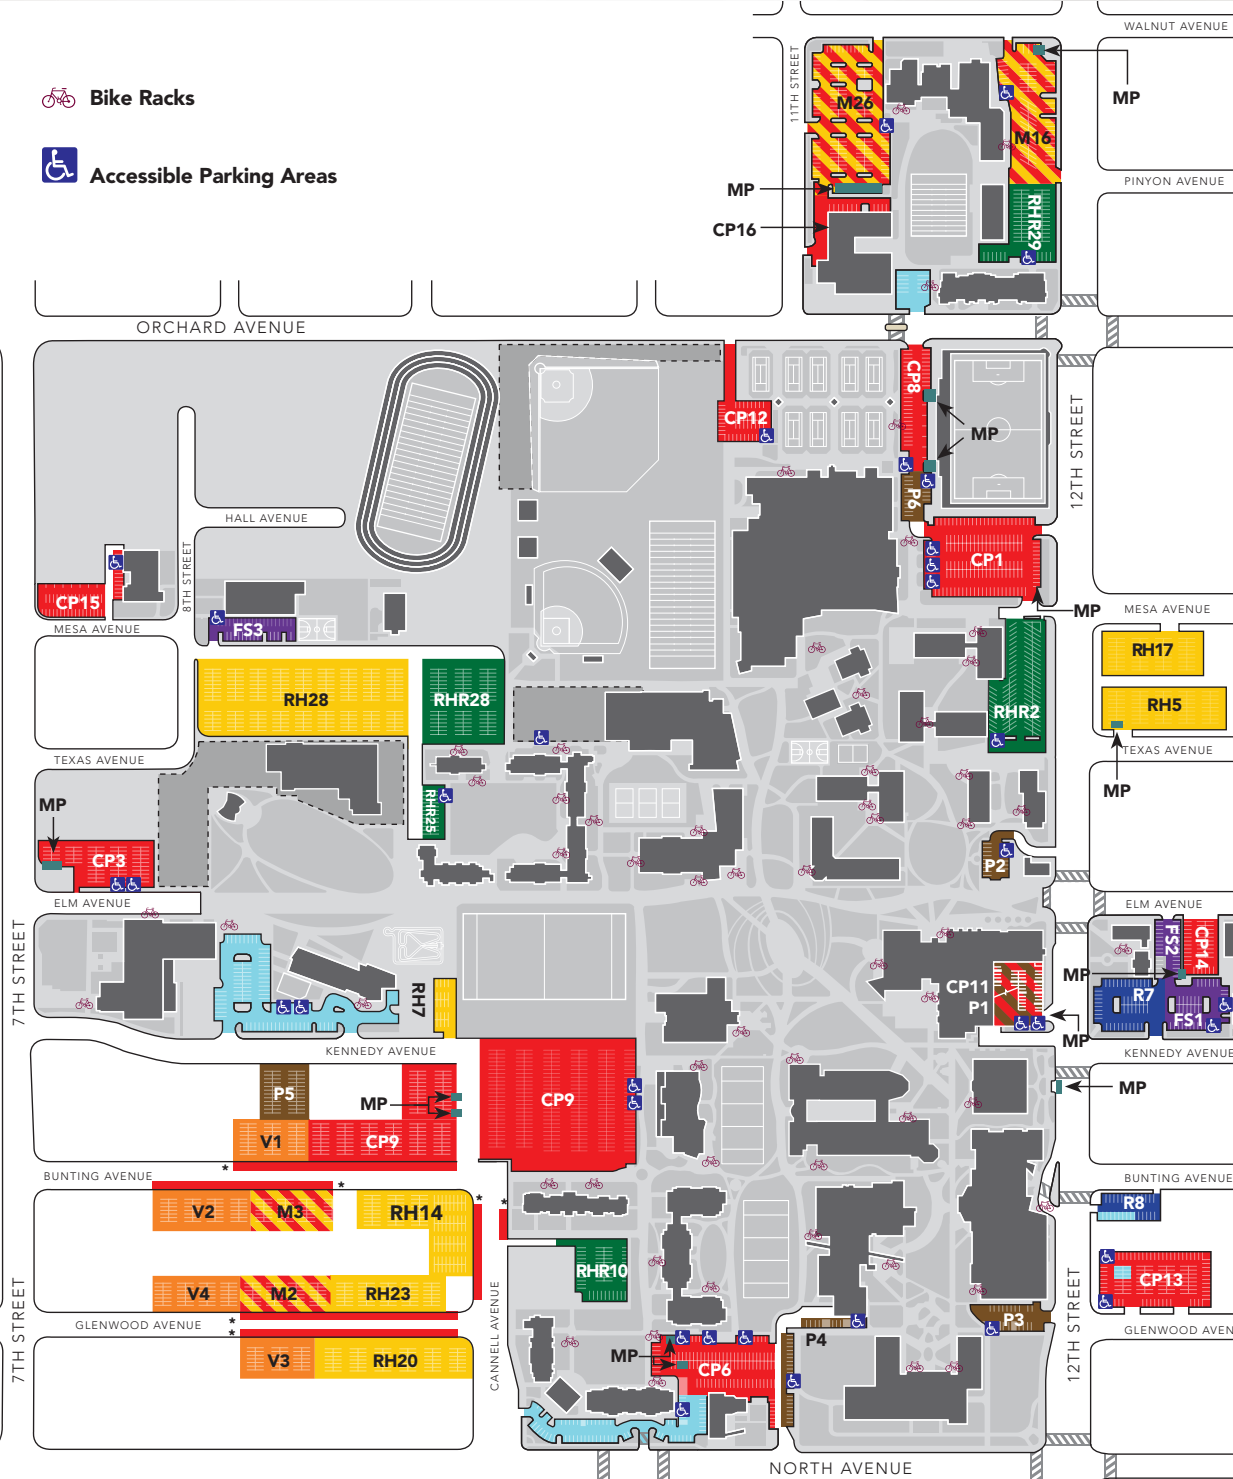 WALNUT AVENUE
11TH STREET
Bike Racks
MP
M26
M16
Accessible Parking Areas
PINYON AVENUE
MP
RHR29
CP16
ORCHARD AVENUE
CP8
12TH STREET
CP12
MP
P6
HALL AVENUE
8TH STREET
CP1
CP15
MP
MESA AVENUE
MESA AVENUE
FS3
RH17
RH28
RHR28
RHR2
RH5
TEXAS AVENUE
TEXAS AVENUE
MP
MP
RHR25
CP3
P2
ELM AVENUE
ELM AVENUE
7TH STREET
FS2
CP14
MP
RH7
CP11
P1
R7
FS1
MP
KENNEDY AVENUE
KENNEDY AVENUE
P5
MP
CP9
MP
V1
CP9
*
BUNTING AVENUE
BUNTING AVENUE
*
*
*
V2
M3
RH14
R8
RHR10
CP13
V4
M2
RH23
7TH STREET
CANNELL AVENUE
12TH STREET
GLENWOOD AVENUE
*
*
P3
GLENWOOD AVEN
P4
V3
RH20
MP
CP6
NORTH AVENUE